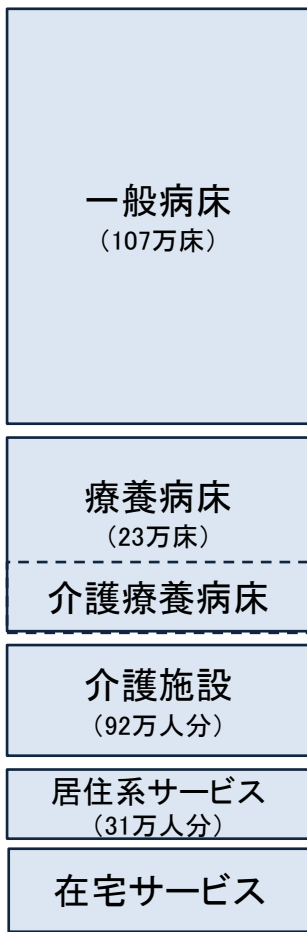 一般病床
（107万床）
療養病床
（23万床）
介護療養病床
介護施設
（92万人分）
居住系サービス
（31万人分）
在宅サービス